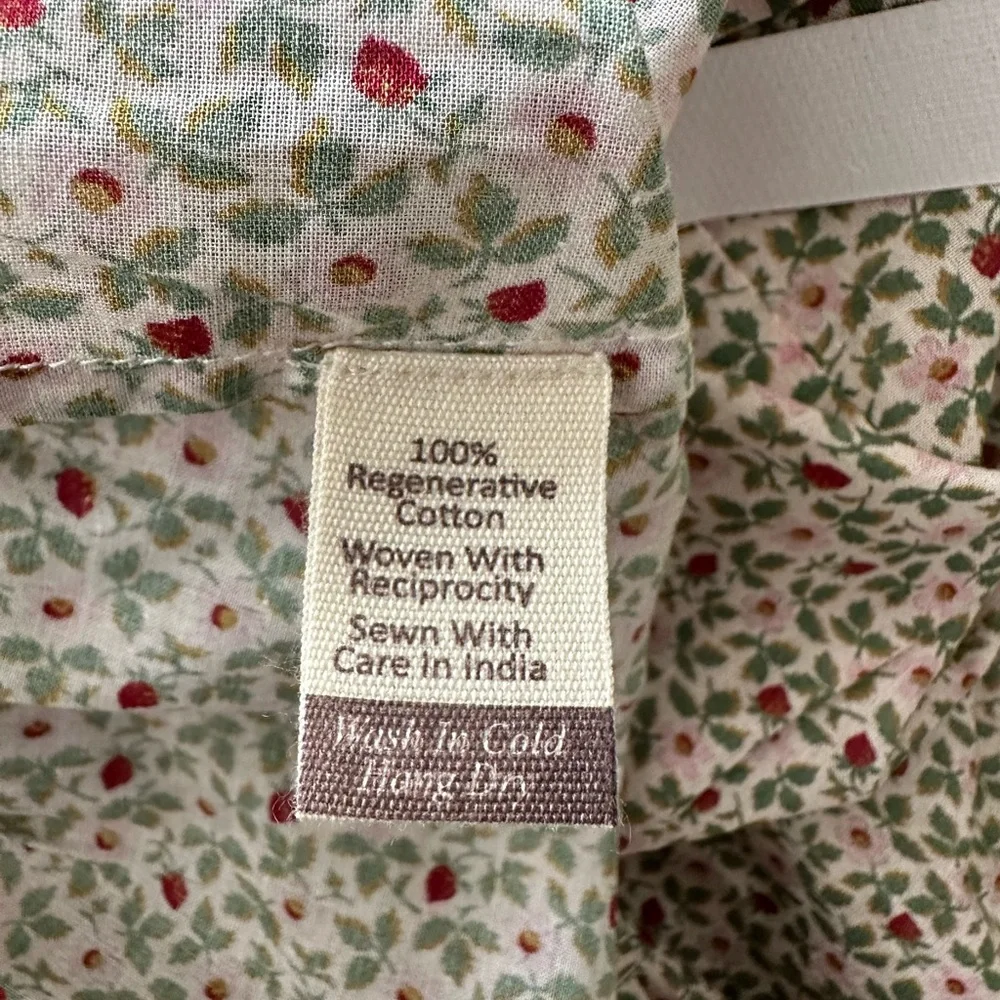 100%
Regenerative
Cotton
Woven With
Reciprocity
Sewn With
Care In India
Wash In Cold
Hang Dry